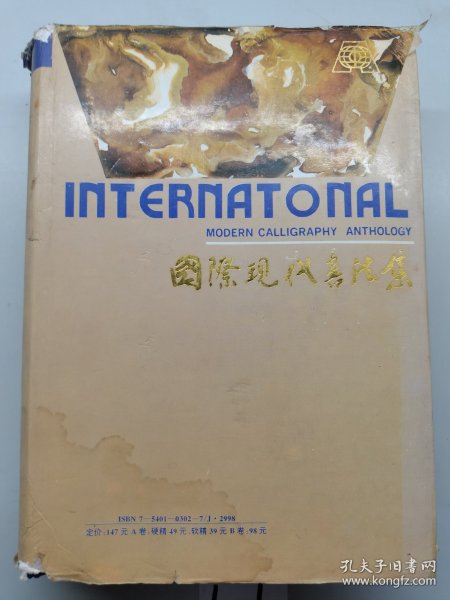 INTERNATONAL
MODERN CALLIGRAPHY ANTHOLOGY
國際现代书法集
ISBN 7—5401—0302—7/J·2998
定价:147元A卷:硬精49元.软精39元B卷:98元
孔夫子旧书网
www.kongfz.com